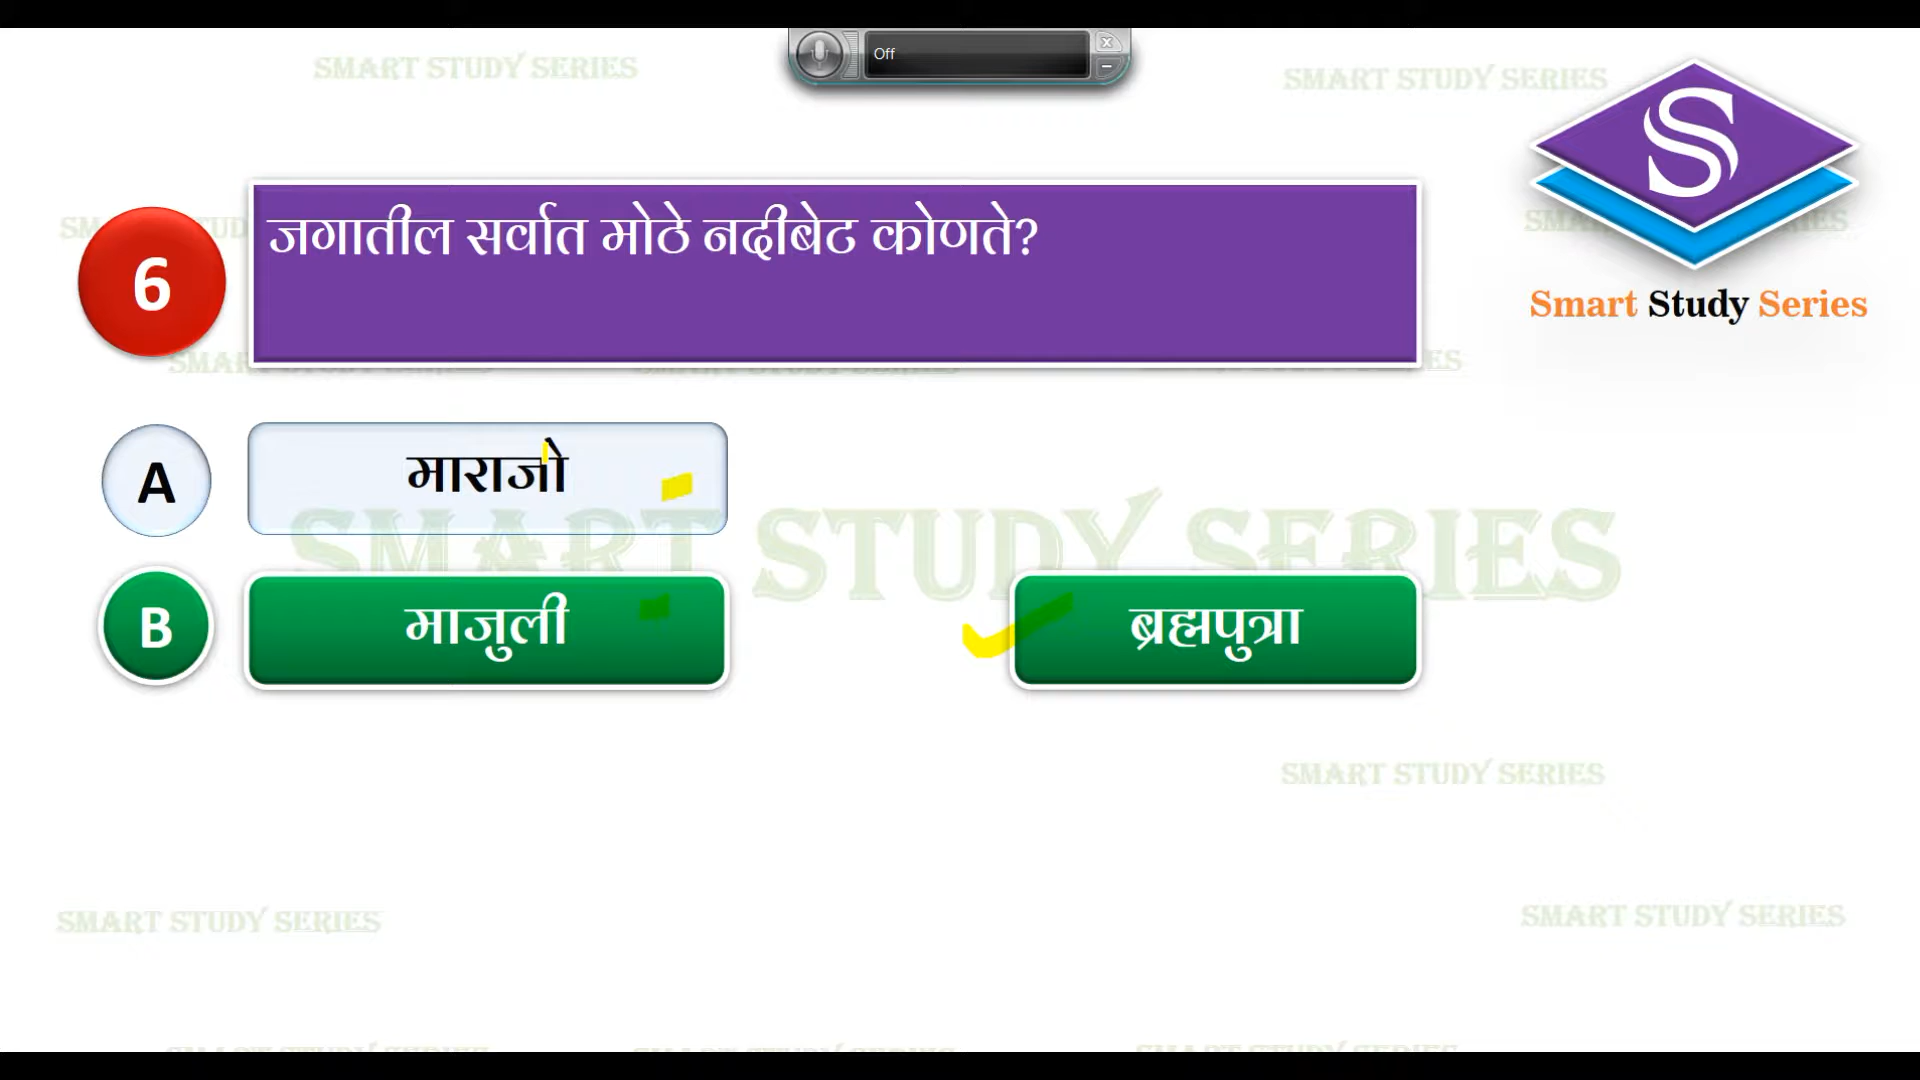 Off
SMART STUDY SERIES
SMART STUDY SERIES
S
6
जगातील सर्वात मोठे नदीबेट कोणते?
Smart Study Series
A
माराजो
SMART STUDY SERIES
B
माजुली
ब्रह्मपुत्रा
SMART STUDY SERIES
SMART STUDY SERIES
SMART STUDY SERIES